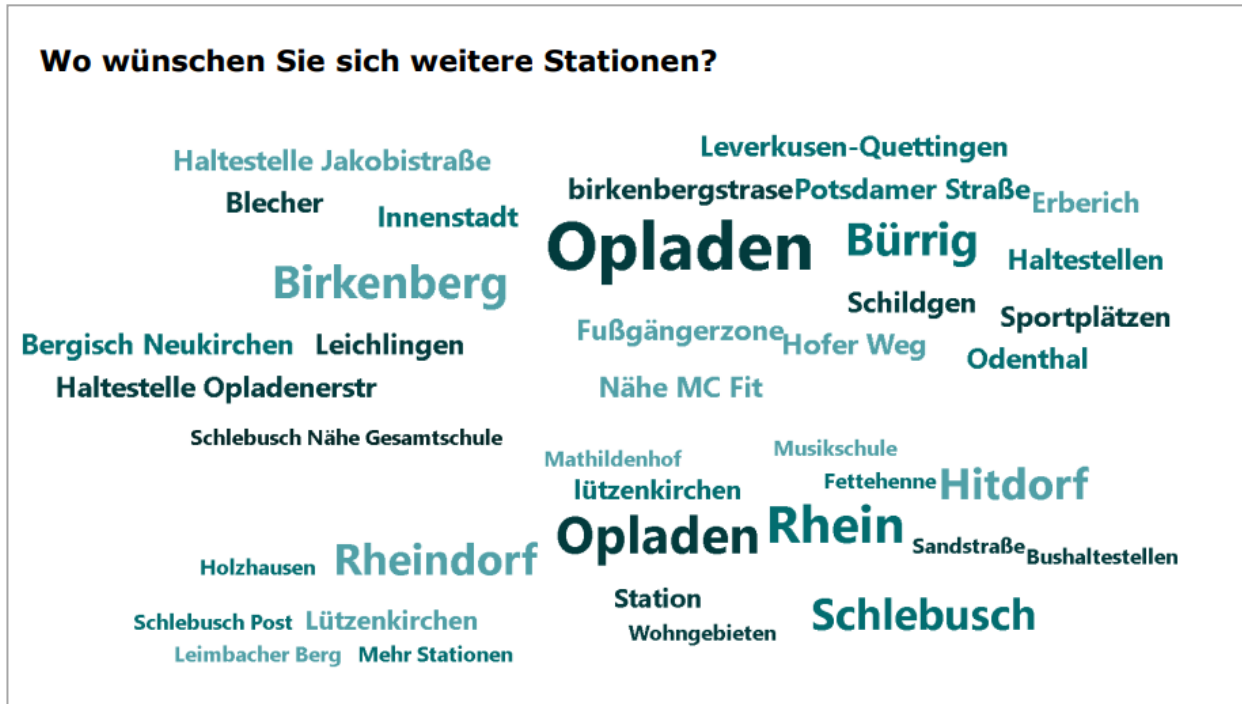 Wo wünschen Sie sich weitere Stationen?
Leverkusen-Quettingen
Haltestelle Jakobistraße
birkenbergstrase Potsdamer Straße Erberich
Blecher
Innenstadt
Opladen Bürrig
Haltestellen
Birkenberg
Schildgen
Sportplätzen
Fußgängerzone Hofer Weg
Bergisch Neukirchen Leichlingen
Odenthal
Haltestelle Opladenerstr
Nähe MC Fit
Schlebusch Nähe Gesamtschule
Musikschule
Mathildenhof
Fettehenne Hitdorf
lützenkirchen
Opladen Rhein
Sandstraße Bushaltestellen
Holzhausen Rheindorf
Station
Schlebusch
Schlebusch Post Lützenkirchen
Wohngebieten
Leimbacher Berg Mehr Stationen